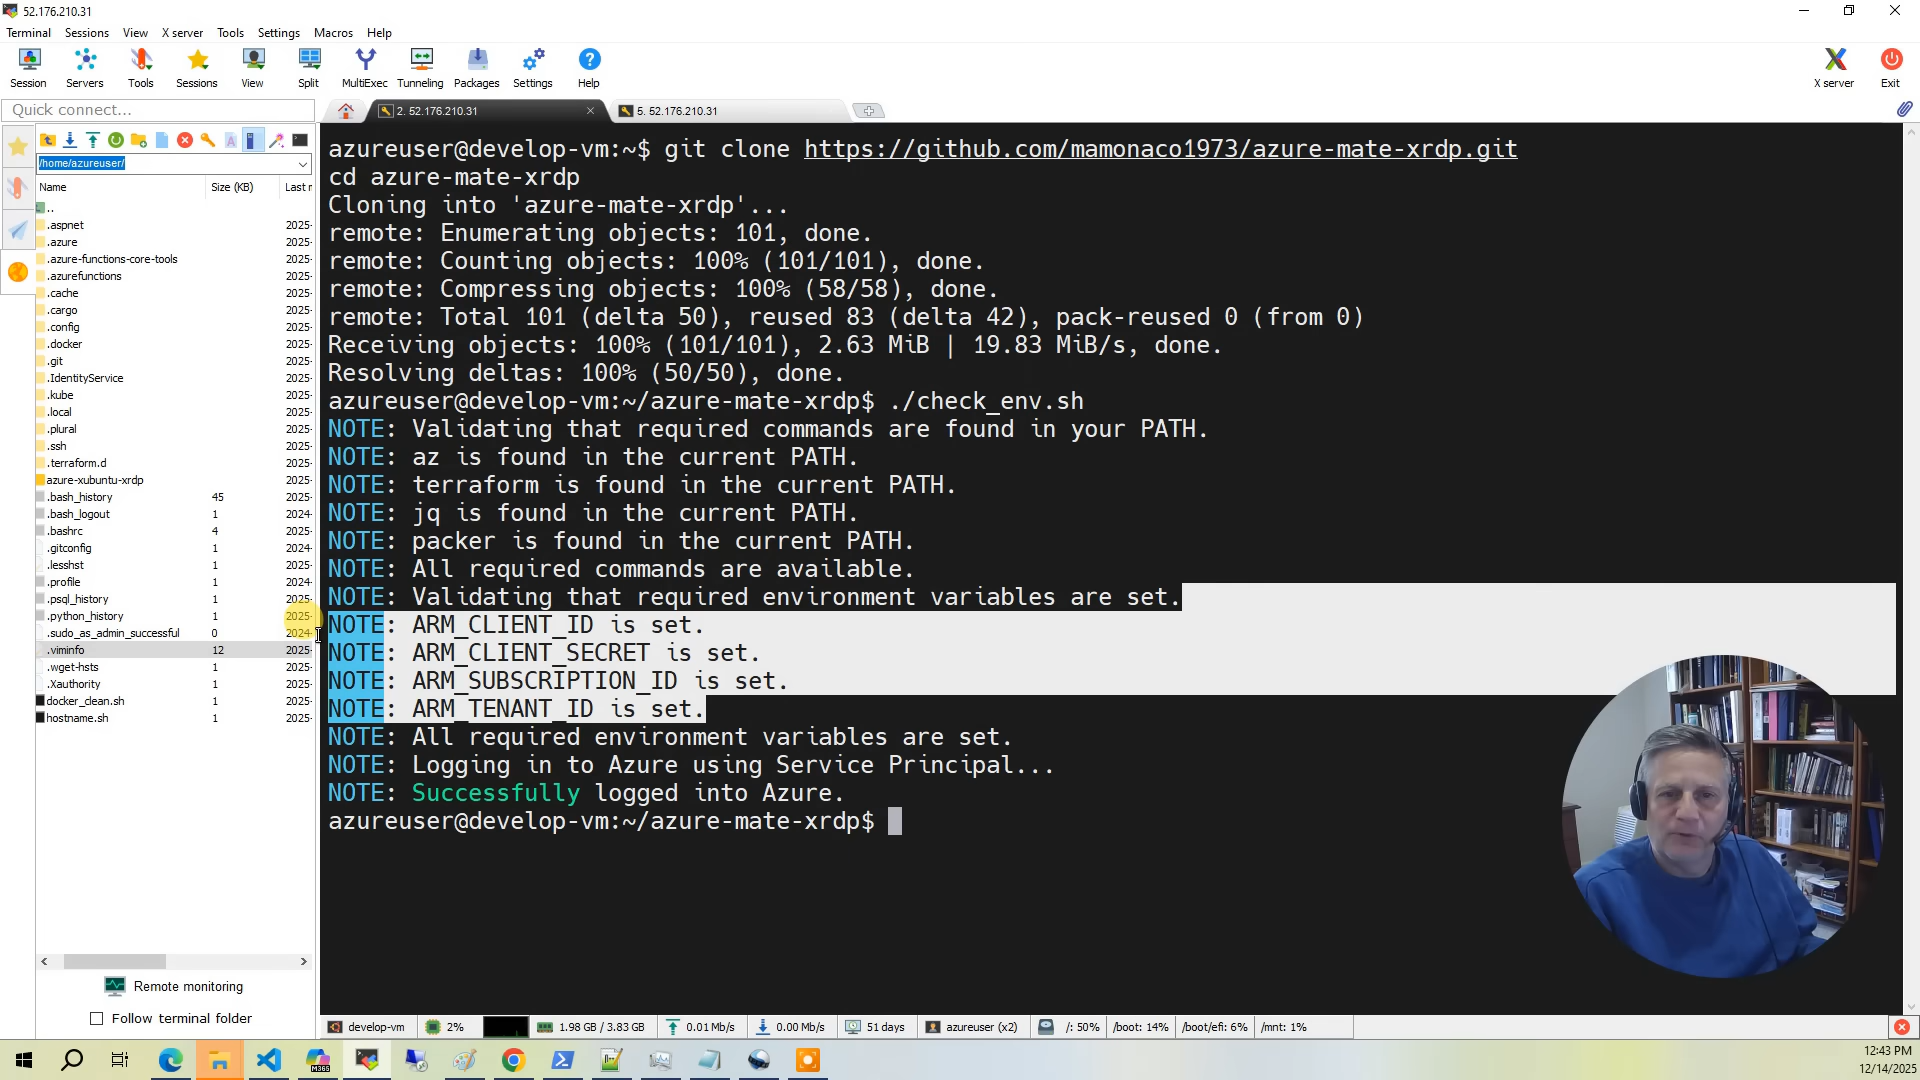 52.176.210.31
Terminal Sessions View X server Tools Settings Macros Help
Session Servers Tools Sessions View Split MultiExec Tunneling Packages Settings Help X server Exit
Quick connect...
2. 52.176.210.31
5. 52.176.210.31
/home/azureuser/
Name Size (KB) Last m
..
.aspnet 2025-
.azure 2025-
.azure-functions-core-tools 2025-
.azurefunctions 2025-
.cache 2025-
.cargo 2025-
.config 2025-
.docker 2025-
.git 2025-
.IdentityService 2025-
.kube 2025-
.local 2025-
.plural 2025-
.ssh 2025-
.terraform.d 2025-
azure-xubuntu-xrdp 2025-
.bash_history 45 2025-
.bash_logout 1 2024-
.bashrc 4 2025-
.gitconfig 1 2024-
.lesshst 1 2025-
.profile 1 2024-
.psql_history 1 2025-
.python_history 1 2025-
.sudo_as_admin_successful 0 2024-
.viminfo 12 2025-
.wget-hsts 1 2025-
.Xauthority 1 2025-
docker_clean.sh 1 2025-
hostname.sh 1 2025-
Remote monitoring
Follow terminal folder
azureuser@develop-vm:~$ git clone https://github.com/mamonaco1973/azure-mate-xrdp.git
cd azure-mate-xrdp
Cloning into 'azure-mate-xrdp'...
remote: Enumerating objects: 101, done.
remote: Counting objects: 100% (101/101), done.
remote: Compressing objects: 100% (58/58), done.
remote: Total 101 (delta 50), reused 83 (delta 42), pack-reused 0 (from 0)
Receiving objects: 100% (101/101), 2.63 MiB | 19.83 MiB/s, done.
Resolving deltas: 100% (50/50), done.
azureuser@develop-vm:~/azure-mate-xrdp$ ./check_env.sh
NOTE: Validating that required commands are found in your PATH.
NOTE: az is found in the current PATH.
NOTE: terraform is found in the current PATH.
NOTE: jq is found in the current PATH.
NOTE: packer is found in the current PATH.
NOTE: All required commands are available.
NOTE: Validating that required environment variables are set.
NOTE: ARM_CLIENT_ID is set.
NOTE: ARM_CLIENT_SECRET is set.
NOTE: ARM_SUBSCRIPTION_ID is set.
NOTE: ARM_TENANT_ID is set.
NOTE: All required environment variables are set.
NOTE: Logging in to Azure using Service Principal...
NOTE: Successfully logged into Azure.
azureuser@develop-vm:~/azure-mate-xrdp$
develop-vm 2% 1.98 GB / 3.83 GB 0.01 Mb/s 0.00 Mb/s 51 days azureuser (x2) /: 50% /boot: 14% /boot/efi: 6% /mnt: 1%
M365
12:43 PM
12/14/2025